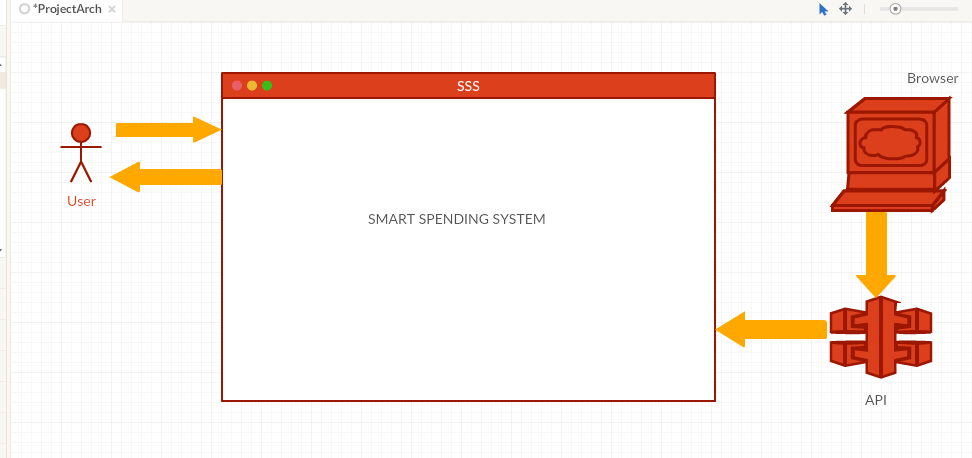 *ProjectArch
SSS
Browser
User
SMART SPENDING SYSTEM
API